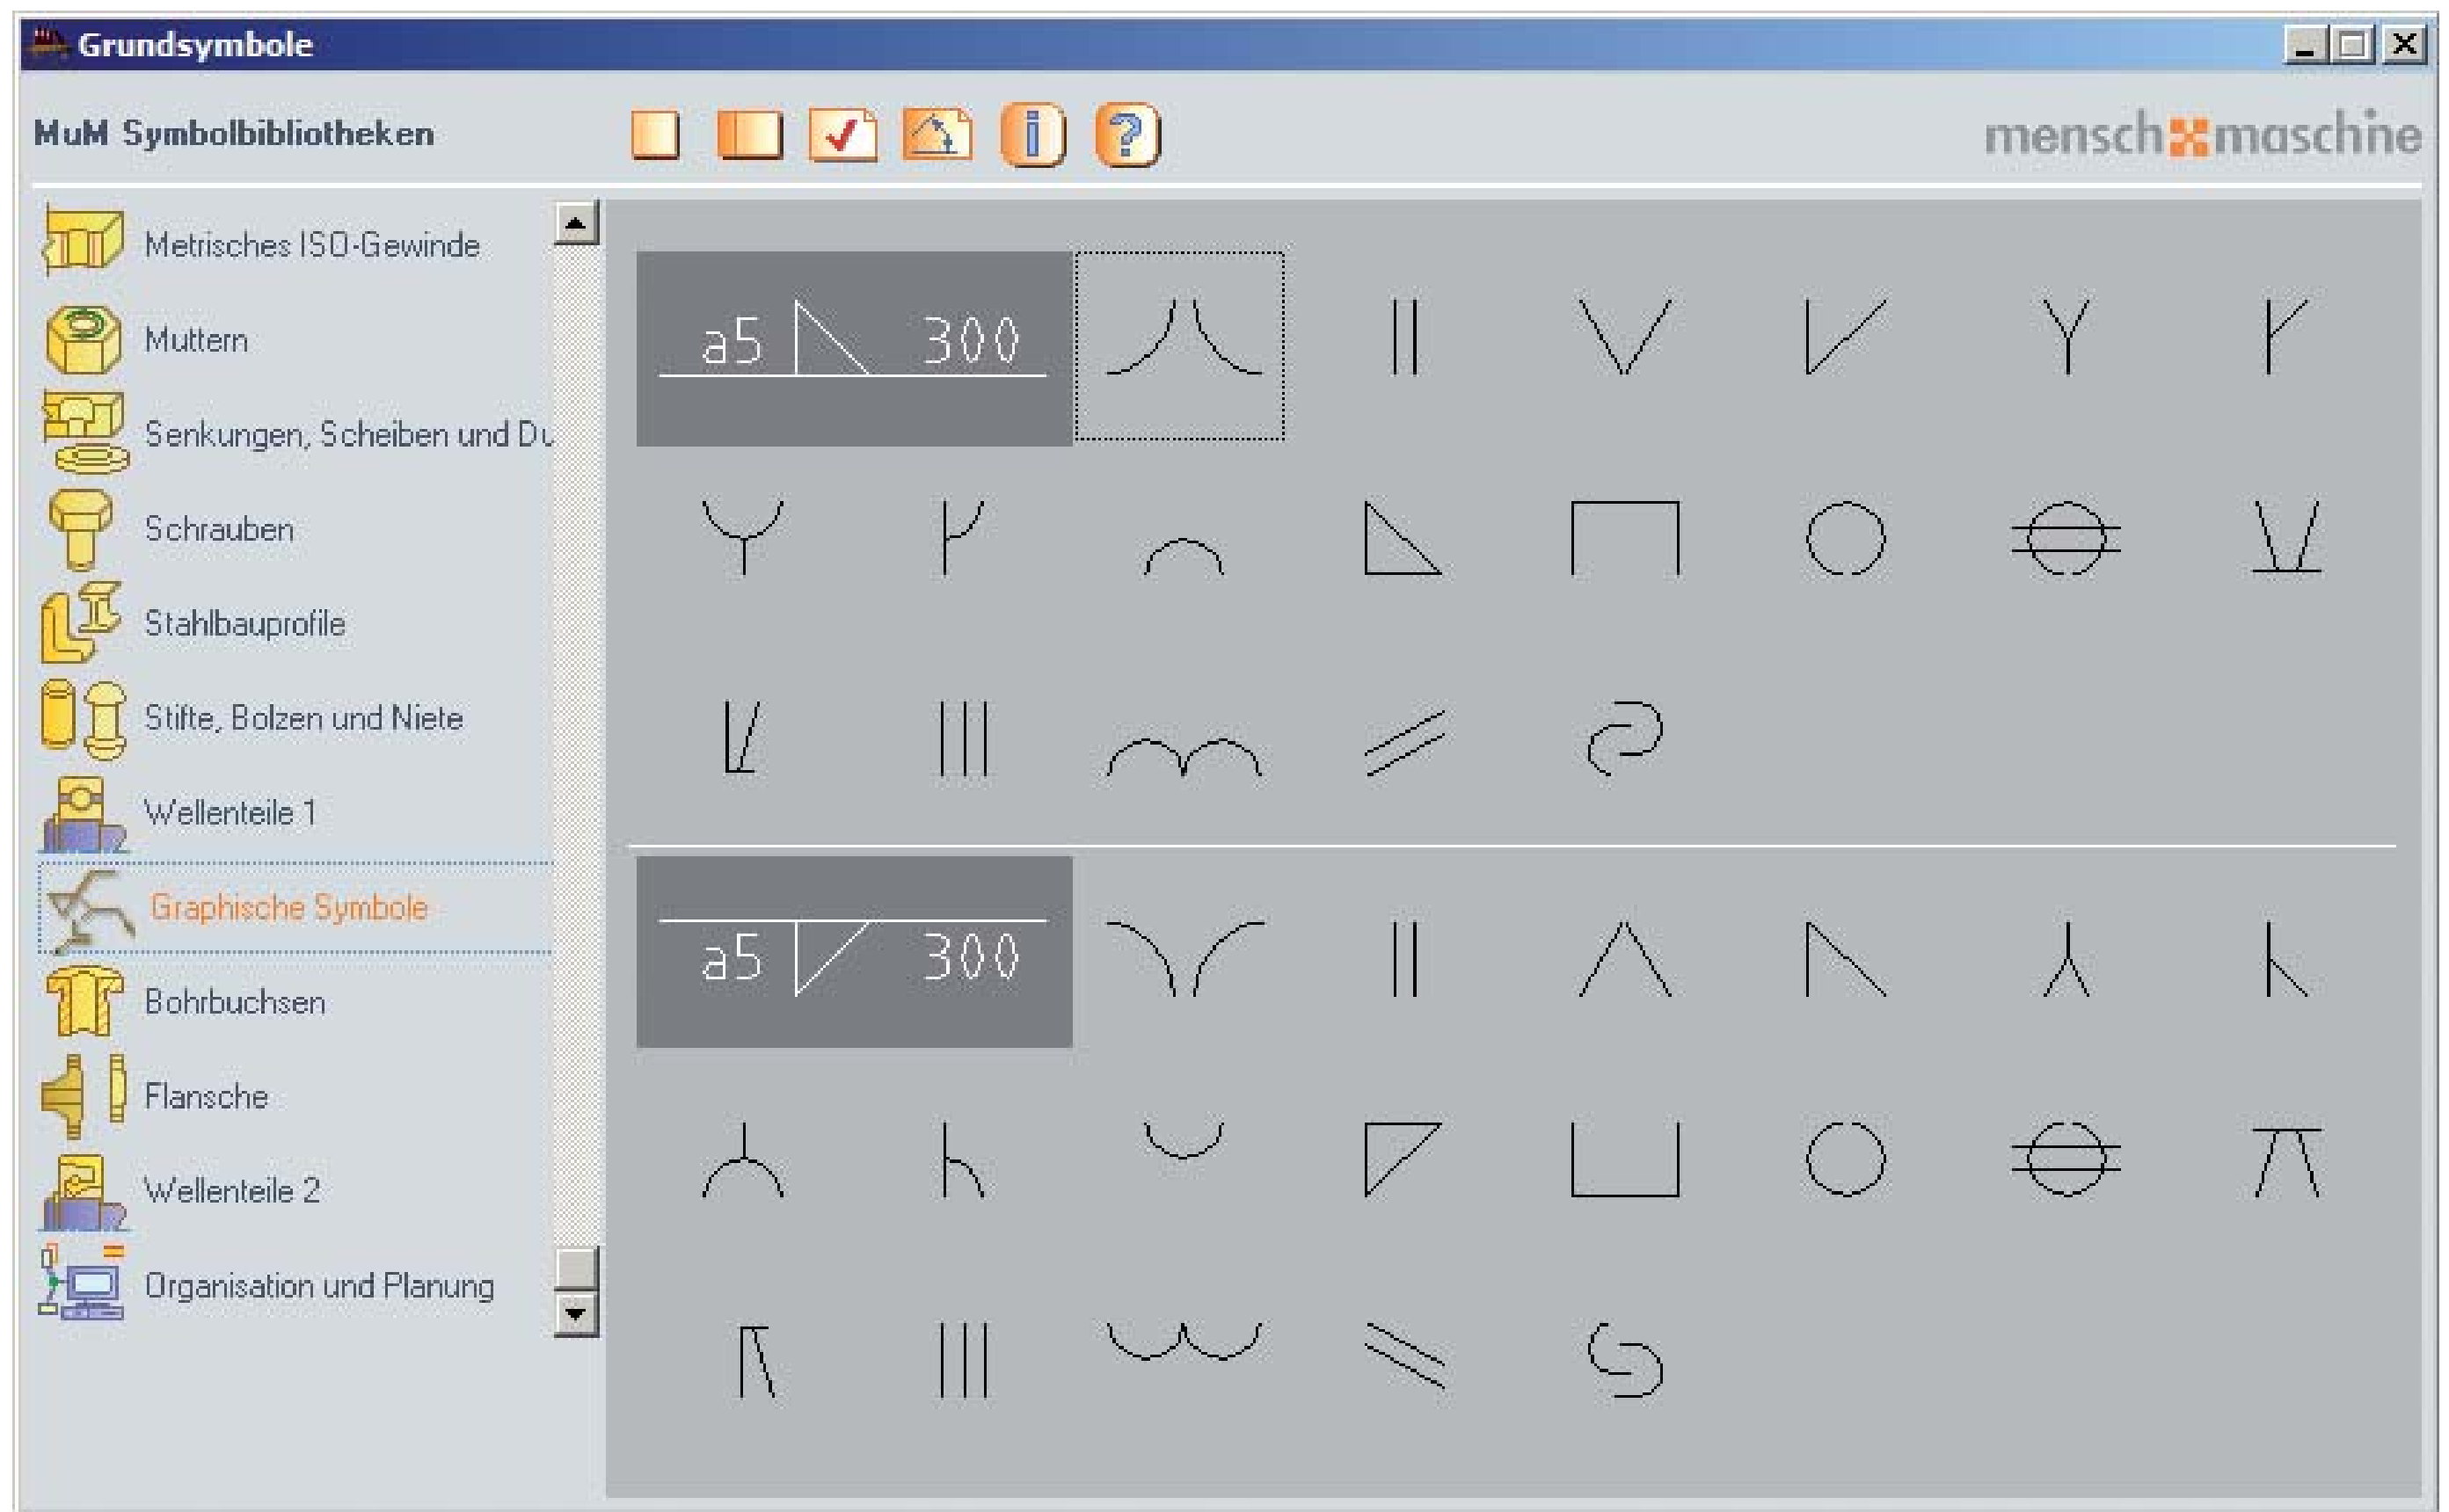 Grundsymbole
MuM Symbolbibliotheken
mensch maschine
Metrisches ISO-Gewinde
Muttern
Senkungen, Scheiben und Du
Schrauben
Stahlbauprofile
Stifte, Bolzen und Niete
Wellenteile 1
Graphische Symbole
Bohrbuchsen
Flansche
Wellenteile 2
Organisation und Planung
a5 300
a5 300